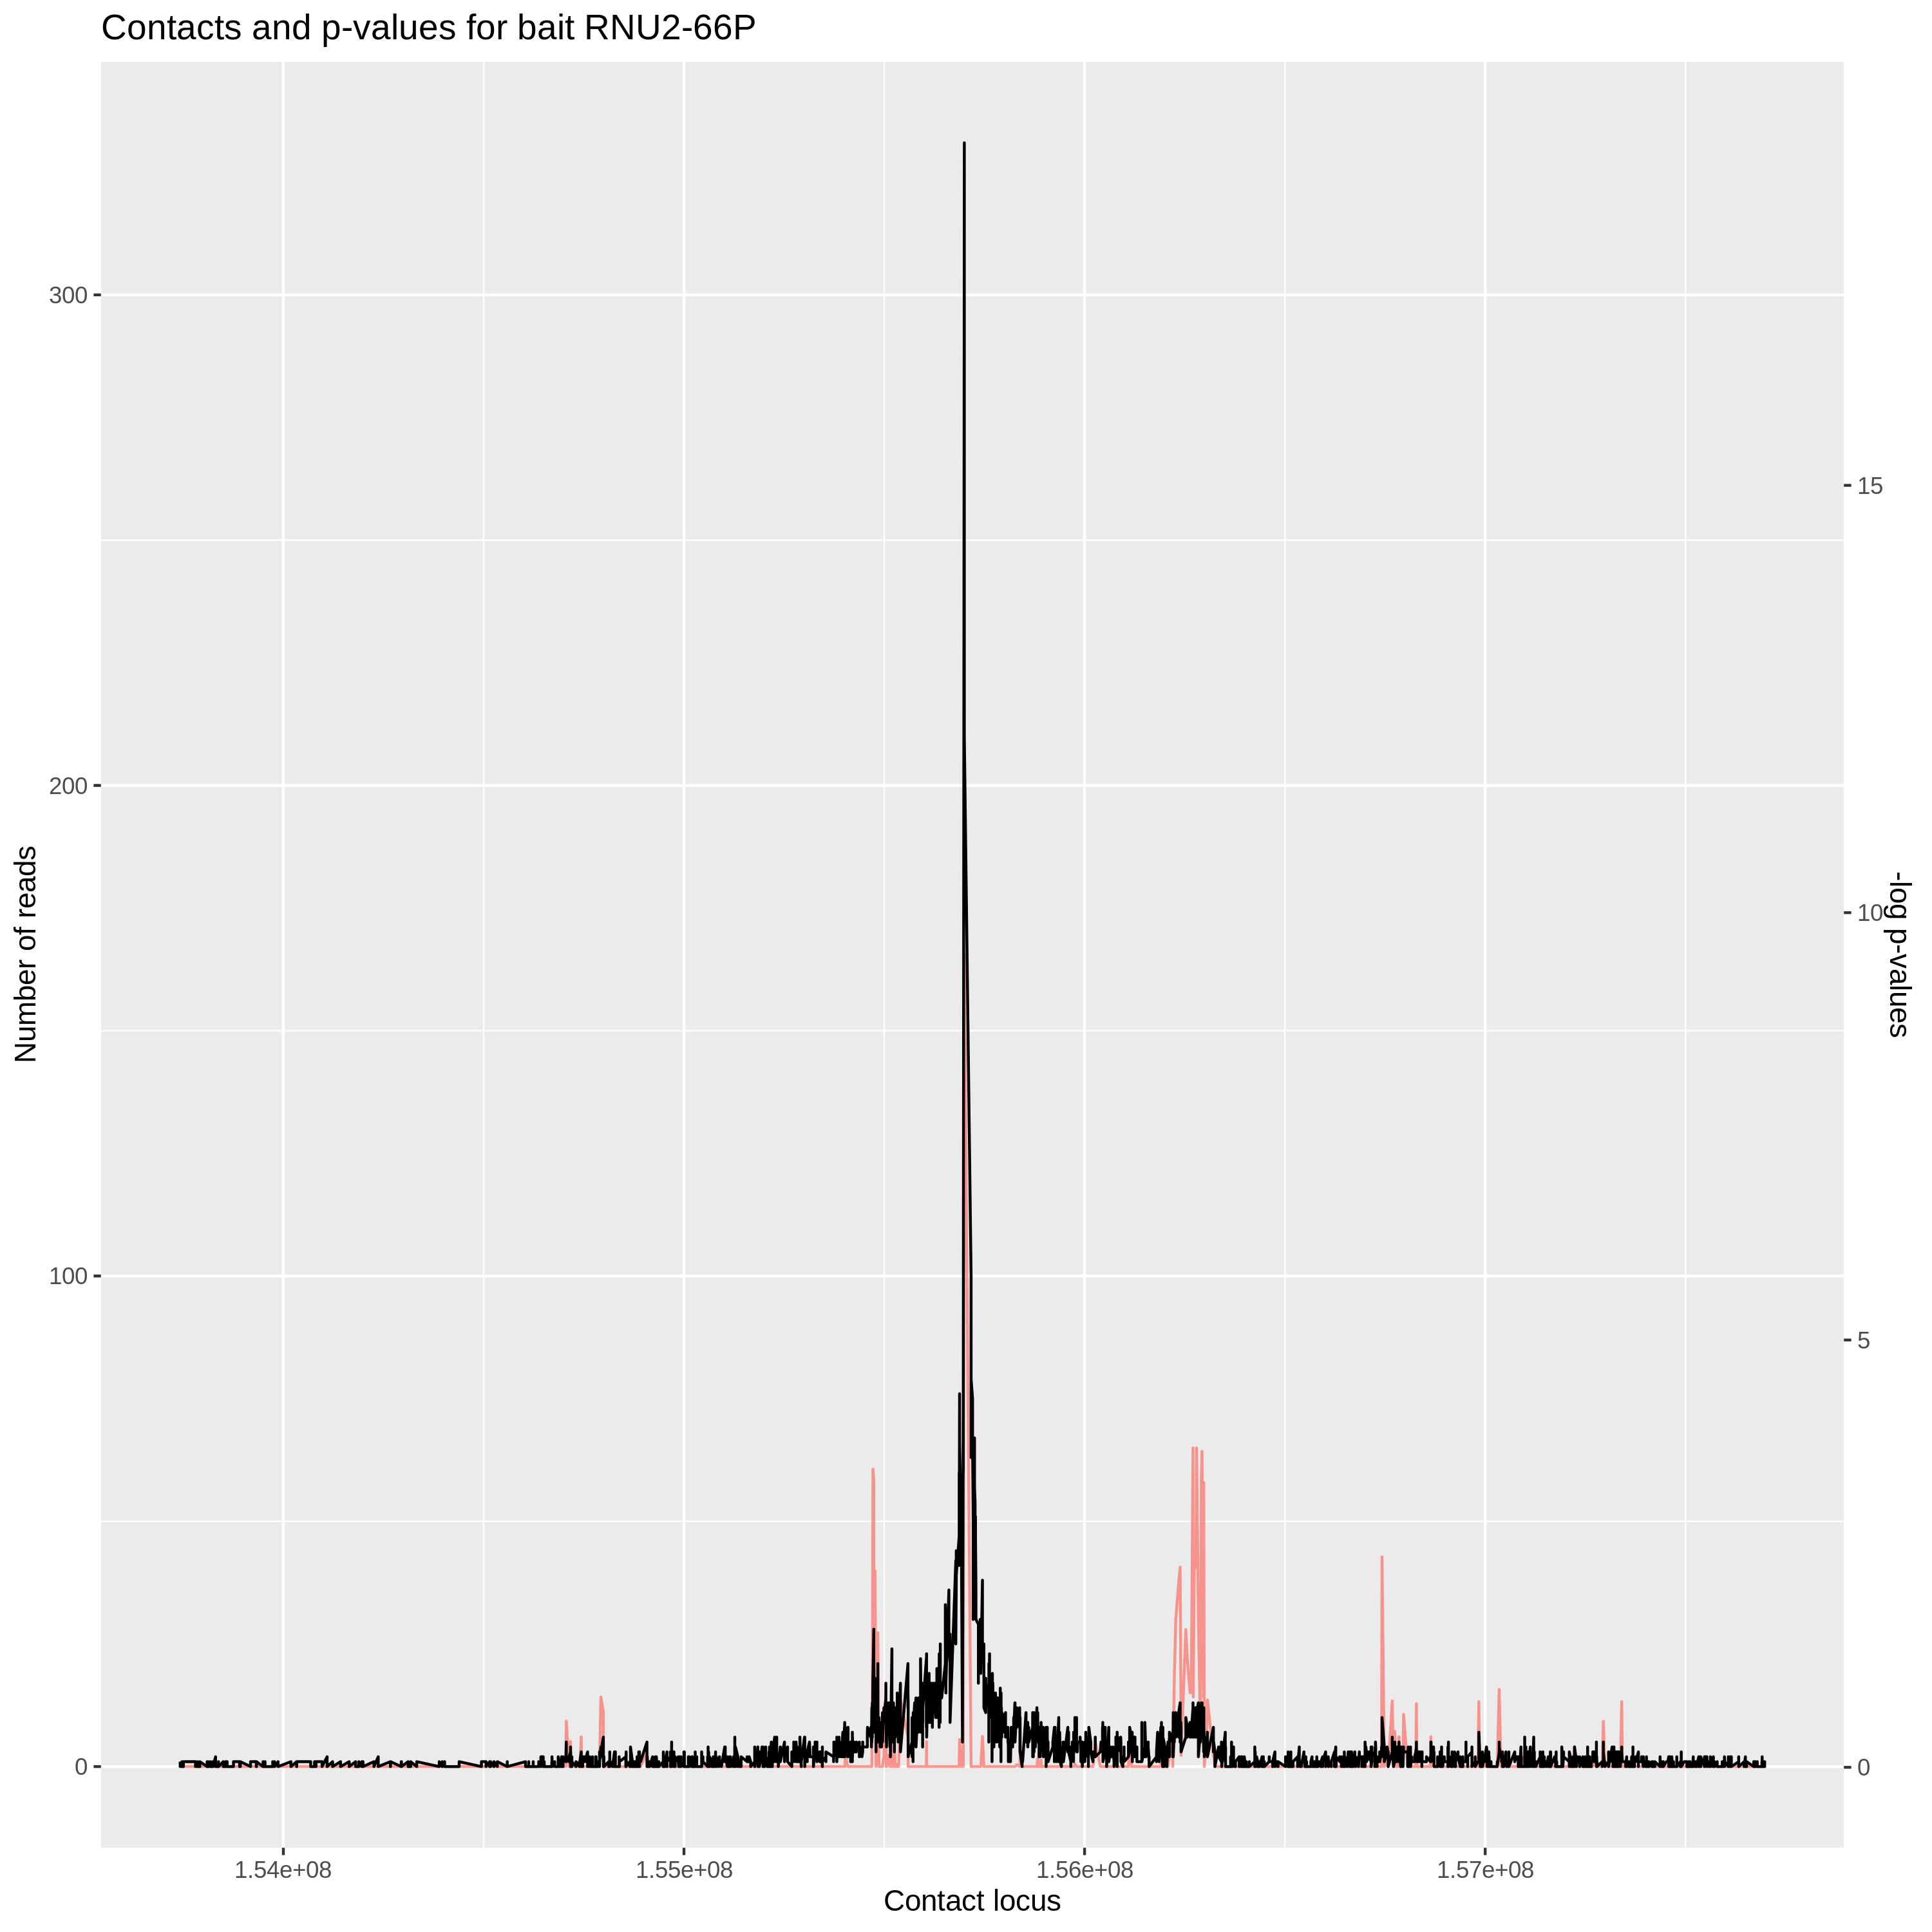 Contacts and p-values for bait RNU2-66P
Number of reads
300
200
100
0
15
10
5
0
-log p-values
1.54e+08
1.55e+08
1.56e+08
1.57e+08
Contact locus